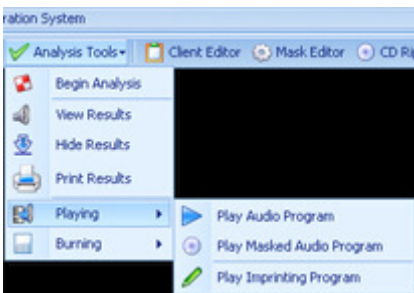 ration System
Analysis Tools Client Editor Mask Editor CD Rip
Begin Analysis
View Results
Hide Results
Print Results
Playing
Burning
Play Audio Program
Play Masked Audio Program
Play Imprinting Program